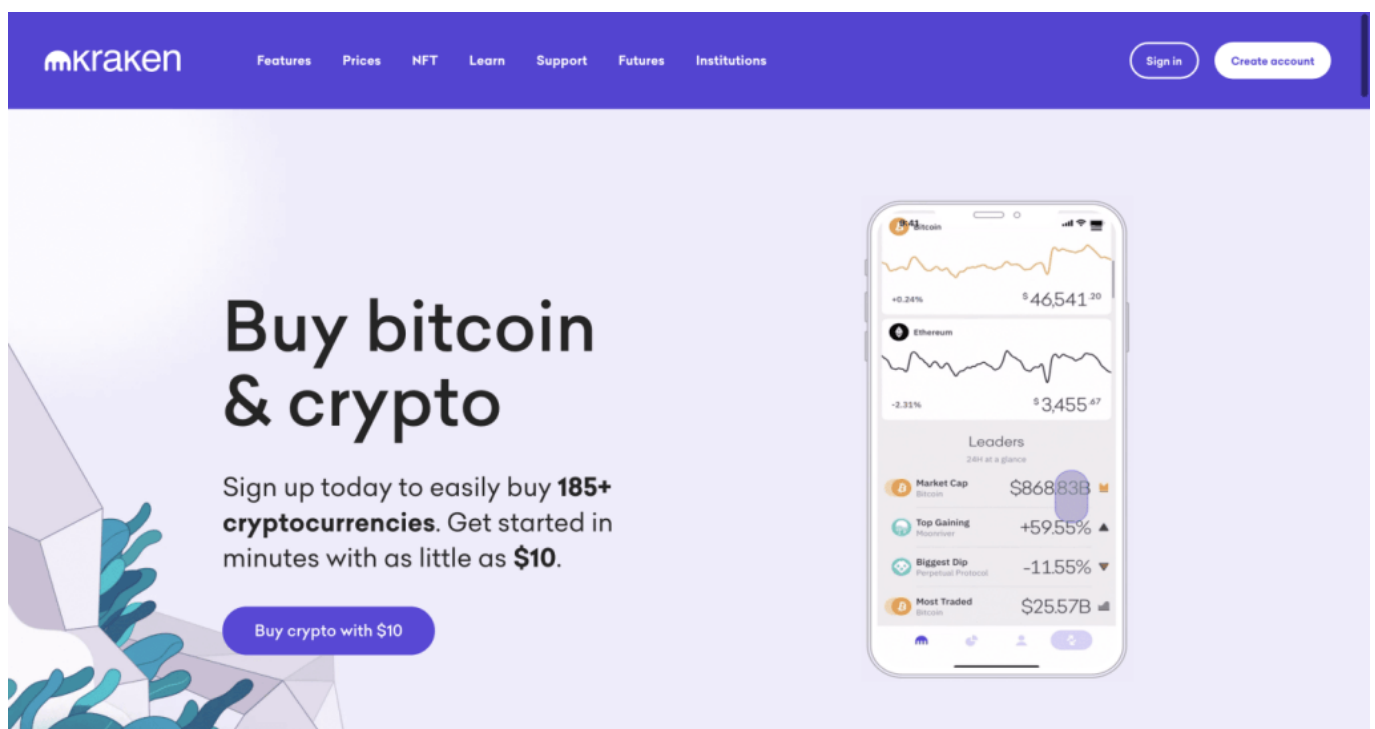 mkraken
Features Prices NFT Learn Support Futures Institutions
Sign in
Create account
Buy bitcoin
& crypto
Sign up today to easily buy 185+
cryptocurrencies. Get started in
minutes with as little as $10.
Buy crypto with $10
9:41
Bitcoin
+0.24%
$46,541.20
Ethereum
-2.31%
$3,455.67
Leaders
24H at a glance
Market Cap
Bitcoin
$868.83B
Top Gaining
Moonriver
+59.55%
Biggest Dip
Perpetual Protocol
-11.55%
Most Traded
Bitcoin
$25.57B